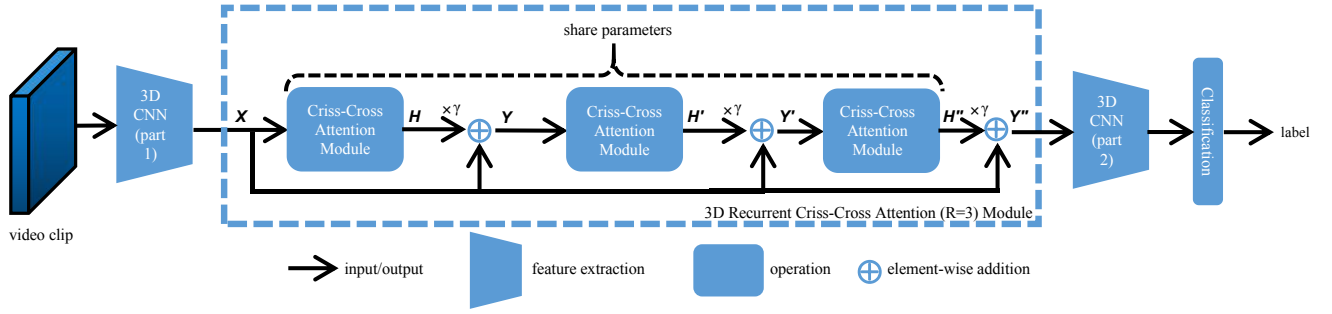 share parameters
3D
CNN
(part
1)
X
Criss-Cross
Attention
Module
H
×γ
Y
Criss-Cross
Attention
Module
H'
×γ
Y'
Criss-Cross
Attention
Module
H"
×γ
Y"
3D
CNN
(part
2)
Classification
label
3D Recurrent Criss-Cross Attention (R=3) Module
video clip
input/output
feature extraction
operation
element-wise addition